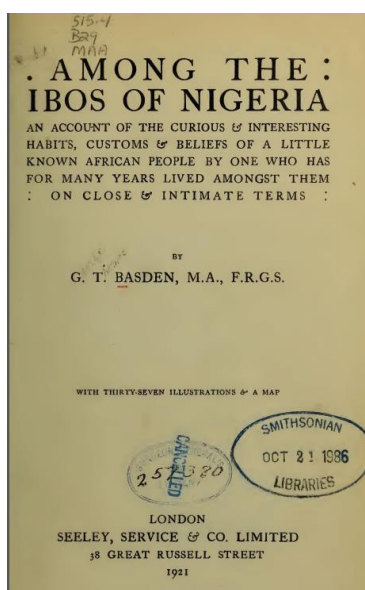 515.4
B29
MAA
. AMONG THE :
IBOS OF NIGERIA
AN ACCOUNT OF THE CURIOUS & INTERESTING
HABITS, CUSTOMS & BELIEFS OF A LITTLE
KNOWN AFRICAN PEOPLE BY ONE WHO HAS
FOR MANY YEARS LIVED AMONGST THEM
: ON CLOSE & INTIMATE TERMS :
BY
G. T. BASDEN, M.A., F.R.G.S.
WITH THIRTY-SEVEN ILLUSTRATIONS & A MAP
SMITHSONIAN
OCT 21 1986
LIBRARIES
CANCELLED
257380
LONDON
SEELEY, SERVICE & CO. LIMITED
38 GREAT RUSSELL STREET
1921